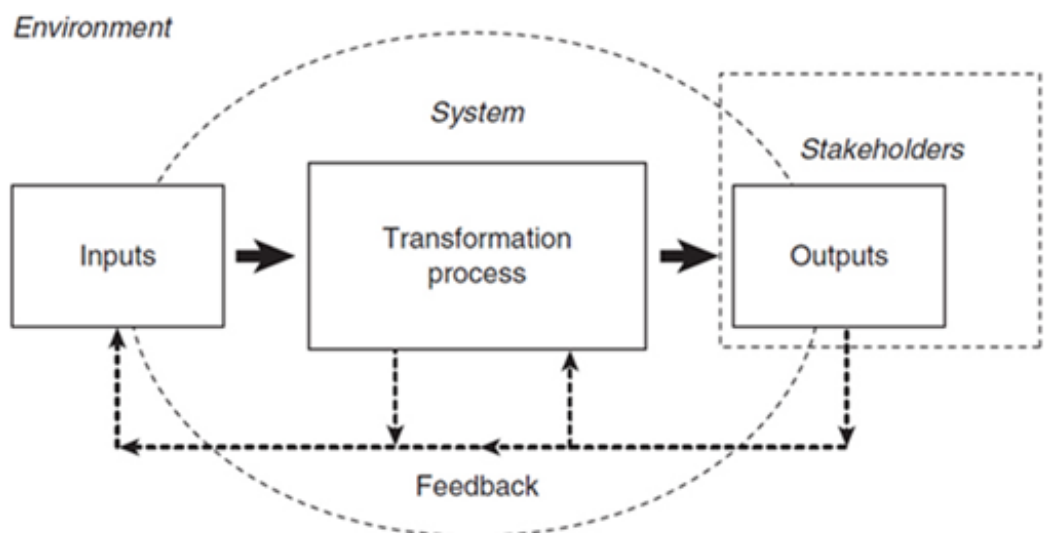 Environment
System
Stakeholders
Inputs
Transformation
process
Outputs
Feedback